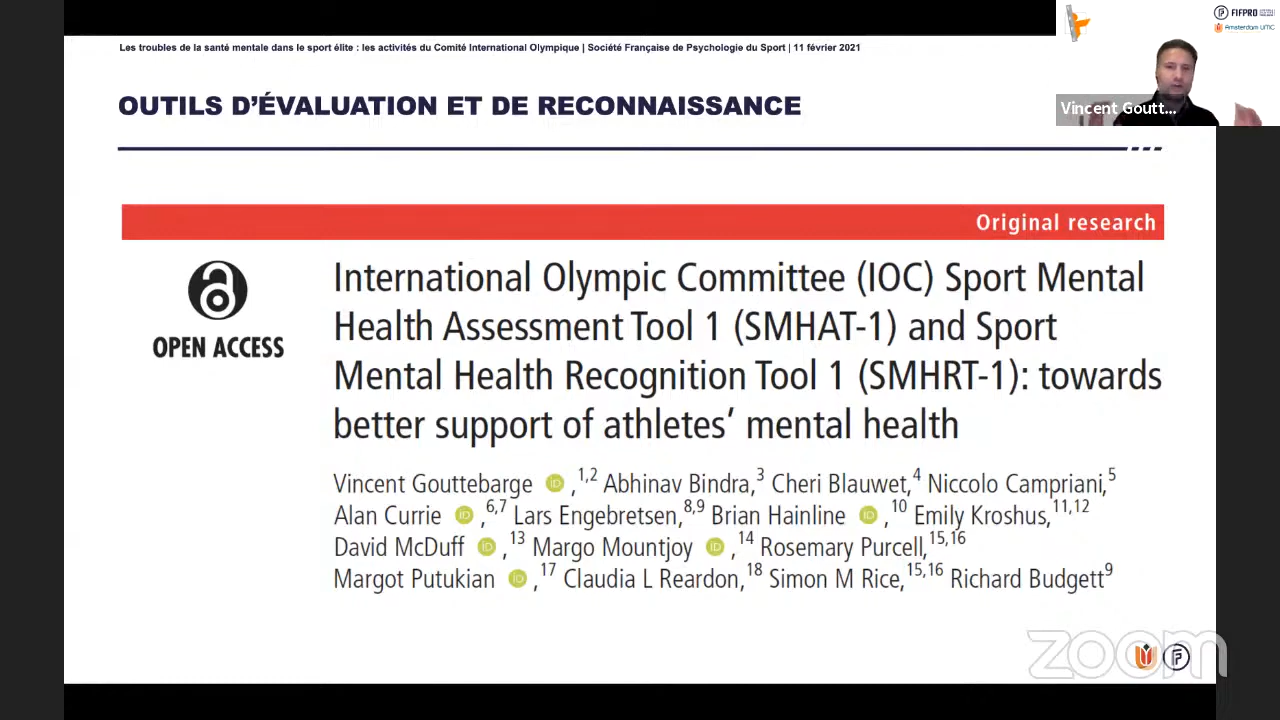 Les troubles de la santé mentale dans le sport élite : les activités du Comité International Olympique | Société Française de Psychologie du Sport | 11 février 2021
FIFPRO
Amsterdam UMC
OUTILS D'ÉVALUATION ET DE RECONNAISSANCE
Vincent Goutt...
Original research
OPEN ACCESS
International Olympic Committee (IOC) Sport Mental
Health Assessment Tool 1 (SMHAT-1) and Sport
Mental Health Recognition Tool 1 (SMHRT-1): towards
better support of athletes' mental health
Vincent Gouttebarge iD ,1,2 Abhinav Bindra,3 Cheri Blauwet,4 Niccolo Campriani,5
Alan Currie iD ,6,7 Lars Engebretsen,8,9 Brian Hainline iD ,10 Emily Kroshus,11,12
David McDuff iD ,13 Margo Mountjoy iD ,14 Rosemary Purcell,15,16
Margot Putukian iD ,17 Claudia L Reardon,18 Simon M Rice,15,16 Richard Budgett9
zoom